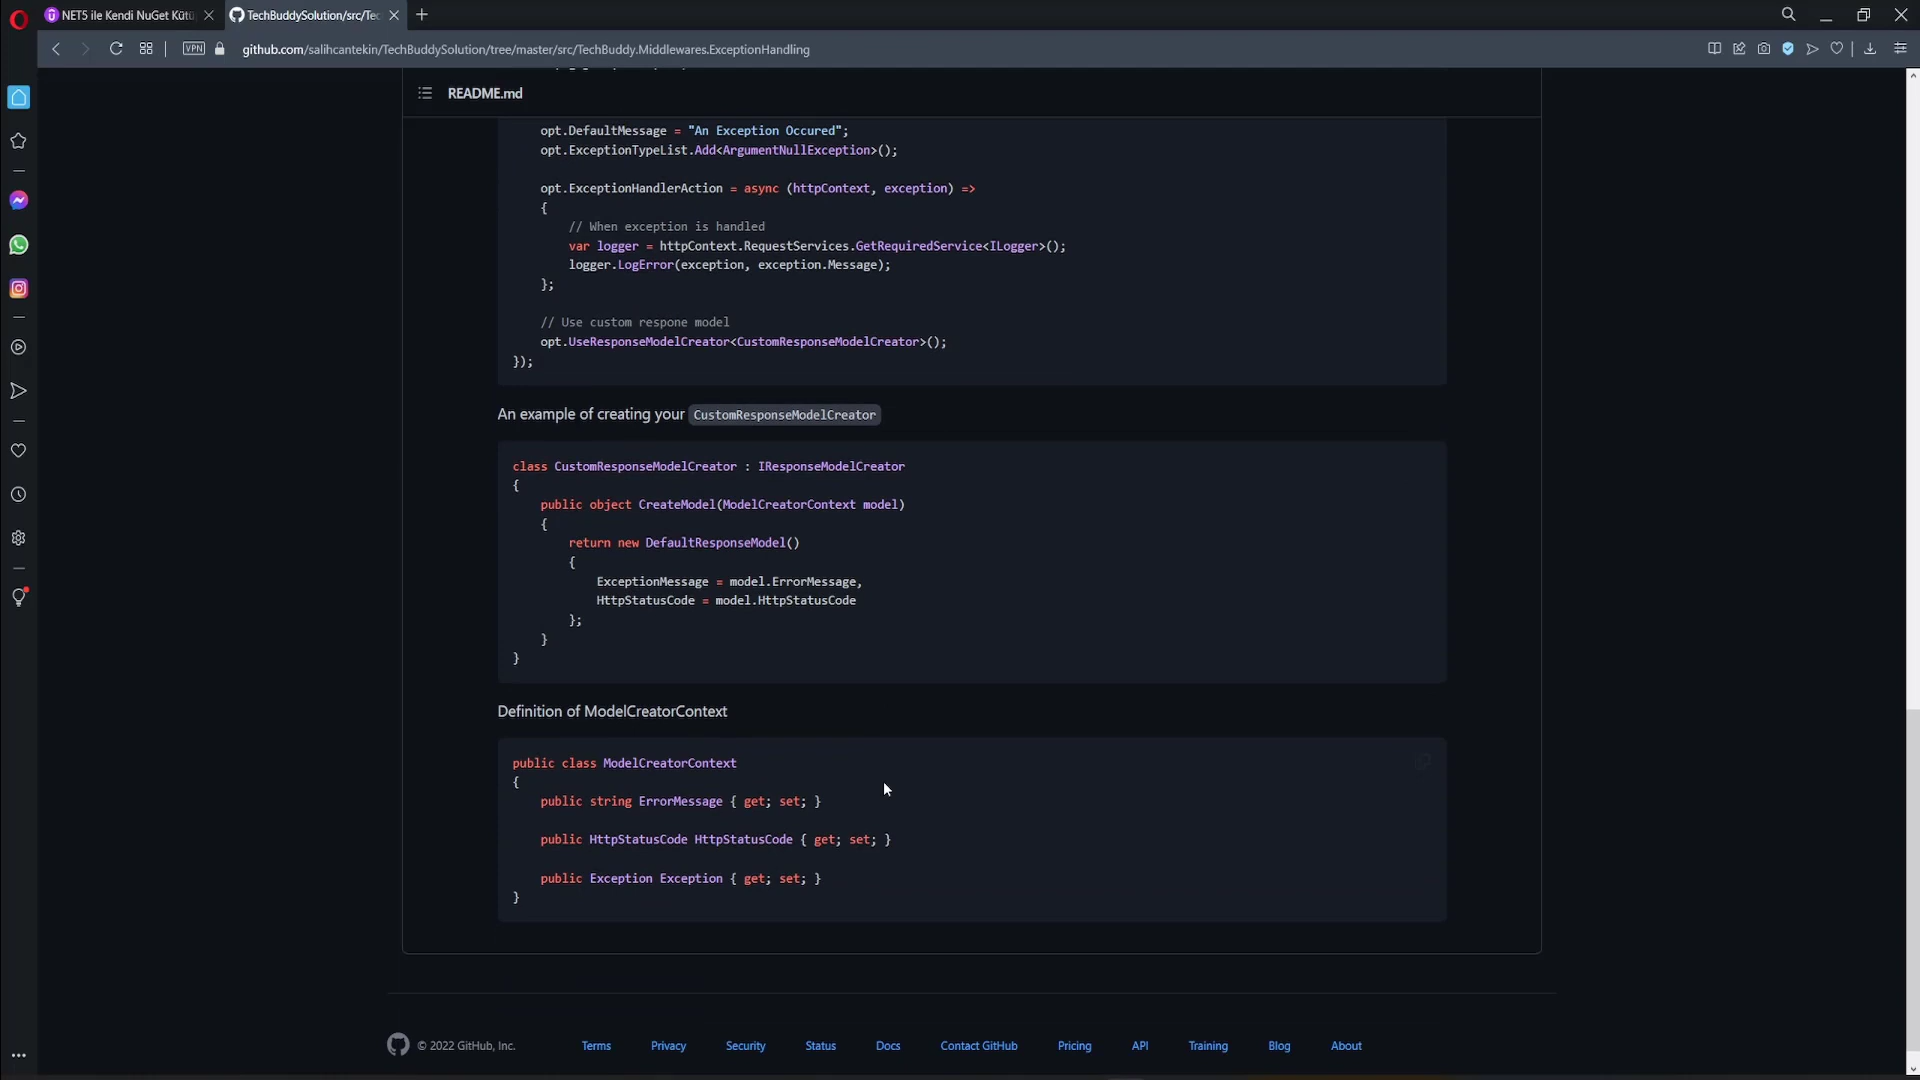 NET5 ile Kendi NuGet Kütü
TechBuddySolution/src/Tec
VPN
github.com/salihcantekin/TechBuddySolution/tree/master/src/TechBuddy.Middlewares.ExceptionHandling
README.md
opt.DefaultMessage = "An Exception Occured";
opt.ExceptionTypeList.Add<ArgumentNullException>();
opt.ExceptionHandlerAction = async (httpContext, exception) =>
{
// When exception is handled
var logger = httpContext.RequestServices.GetRequiredService<ILogger>();
logger.LogError(exception, exception.Message);
};
// Use custom respone model
opt.UseResponseModelCreator<CustomResponseModelCreator>();
});
An example of creating your CustomResponseModelCreator
class CustomResponseModelCreator : IResponseModelCreator
{
public object CreateModel(ModelCreatorContext model)
{
return new DefaultResponseModel()
{
ExceptionMessage = model.ErrorMessage,
HttpStatusCode = model.HttpStatusCode
};
}
}
Definition of ModelCreatorContext
public class ModelCreatorContext
{
public string ErrorMessage { get; set; }
public HttpStatusCode HttpStatusCode { get; set; }
public Exception Exception { get; set; }
}
© 2022 GitHub, Inc.
Terms
Privacy
Security
Status
Docs
Contact GitHub
Pricing
API
Training
Blog
About